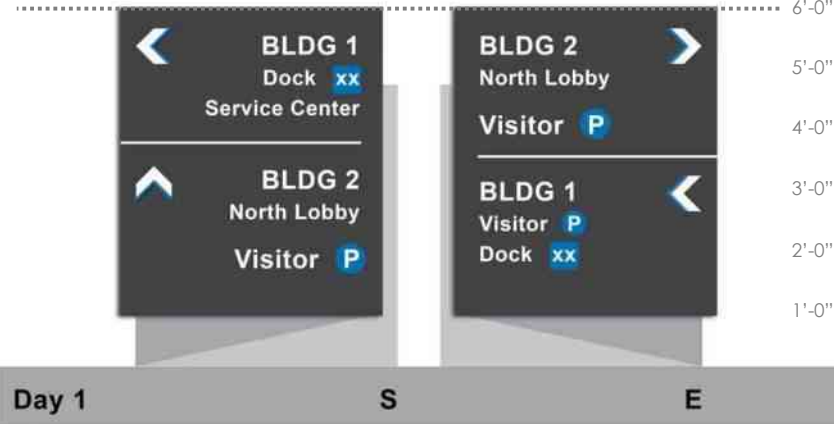 BLDG 1
Dock xx
Service Center
BLDG 2
North Lobby
Visitor P
BLDG 2
North Lobby
Visitor P
BLDG 1
Visitor P
Dock xx
6’-0”
5’-0”
4’-0”
3’-0”
2’-0”
1’-0”
Day 1 S E